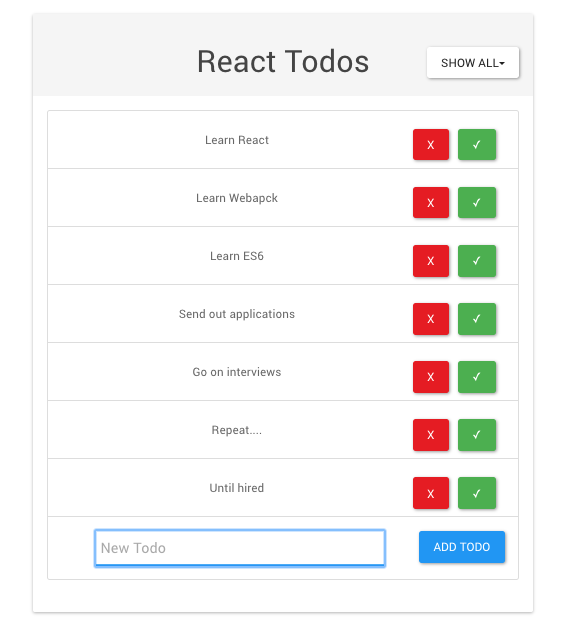 React Todos
SHOW ALL
Learn React
X ✓
Learn Webapck
X ✓
Learn ES6
X ✓
Send out applications
X ✓
Go on interviews
X ✓
Repeat....
X ✓
Until hired
X ✓
New Todo
ADD TODO